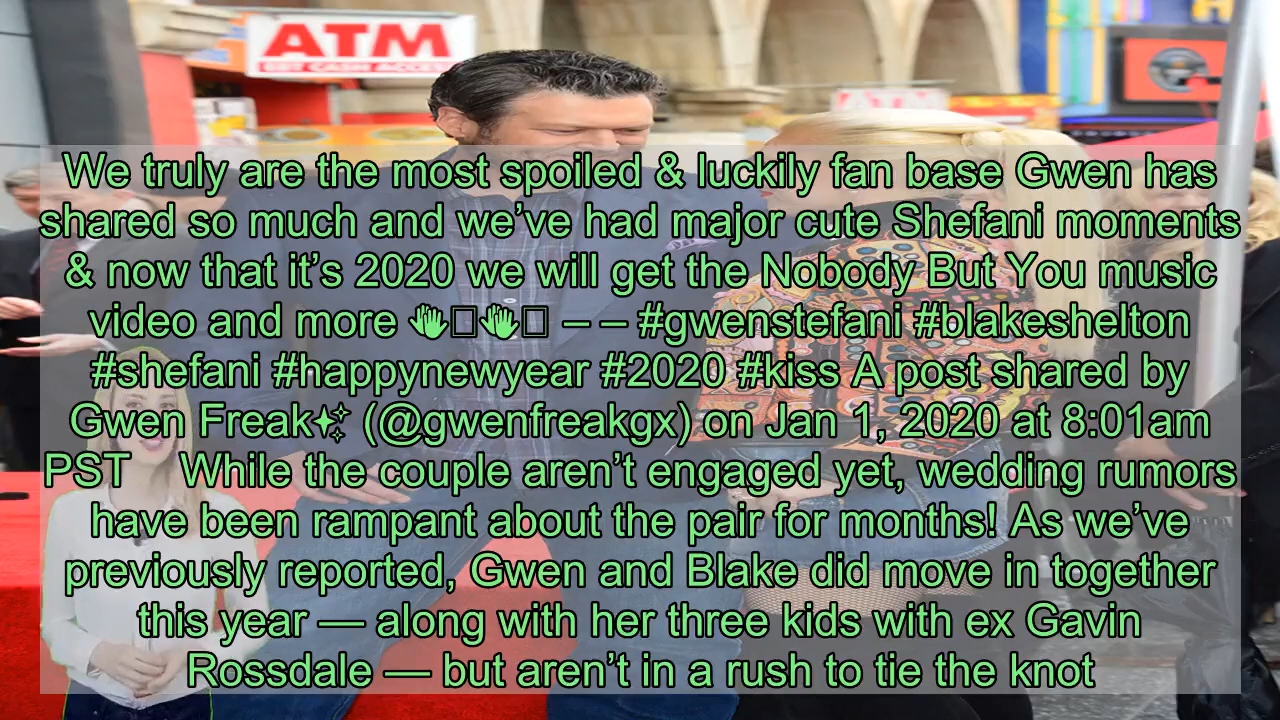 ATM
GET CASH ACCESS
ATM
We truly are the most spoiled & luckily fan base Gwen has
shared so much and we’ve had major cute Shefani moments
& now that it’s 2020 we will get the Nobody But You music
video and more 👋🏻👋🏻 – – #gwenstefani #blakeshelton
#shefani #happynewyear #2020 #kiss A post shared by
Gwen Freak✨ (@gwenfreakgx) on Jan 1, 2020 at 8:01am
PST While the couple aren’t engaged yet, wedding rumors
have been rampant about the pair for months! As we’ve
previously reported, Gwen and Blake did move in together
this year — along with her three kids with ex Gavin
Rossdale — but aren’t in a rush to tie the knot